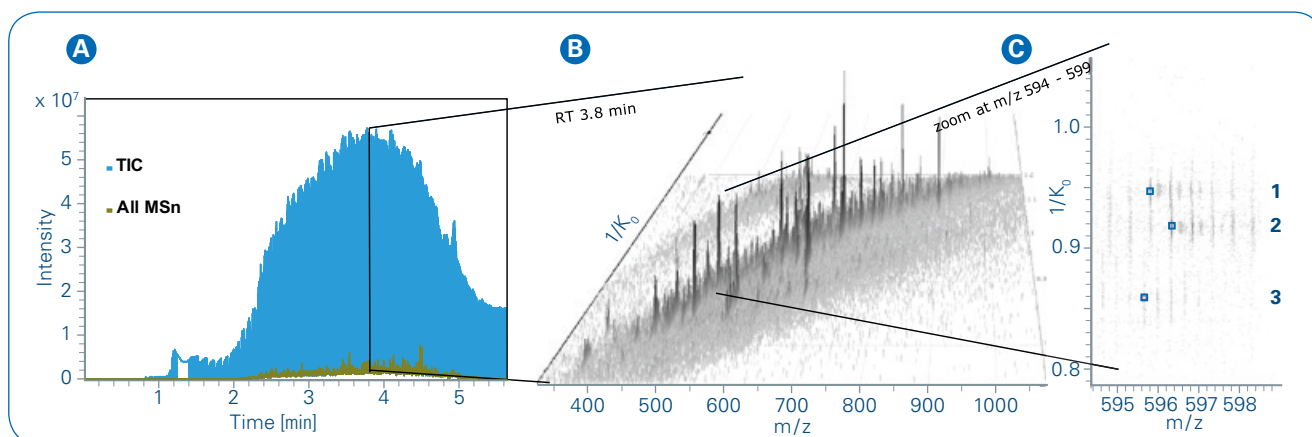 A
B
C
x 10⁷
5
4
3
2
1
0
Intensity
TIC
All MSn
1 2 3 4 5
Time [min]
RT 3.8 min
1/K₀
400 500 600 700 800 900 1000
m/z
zoom at m/z 594 - 599
1/K₀
1.0
0.9
0.8
1
2
3
595 596 597 598
m/z